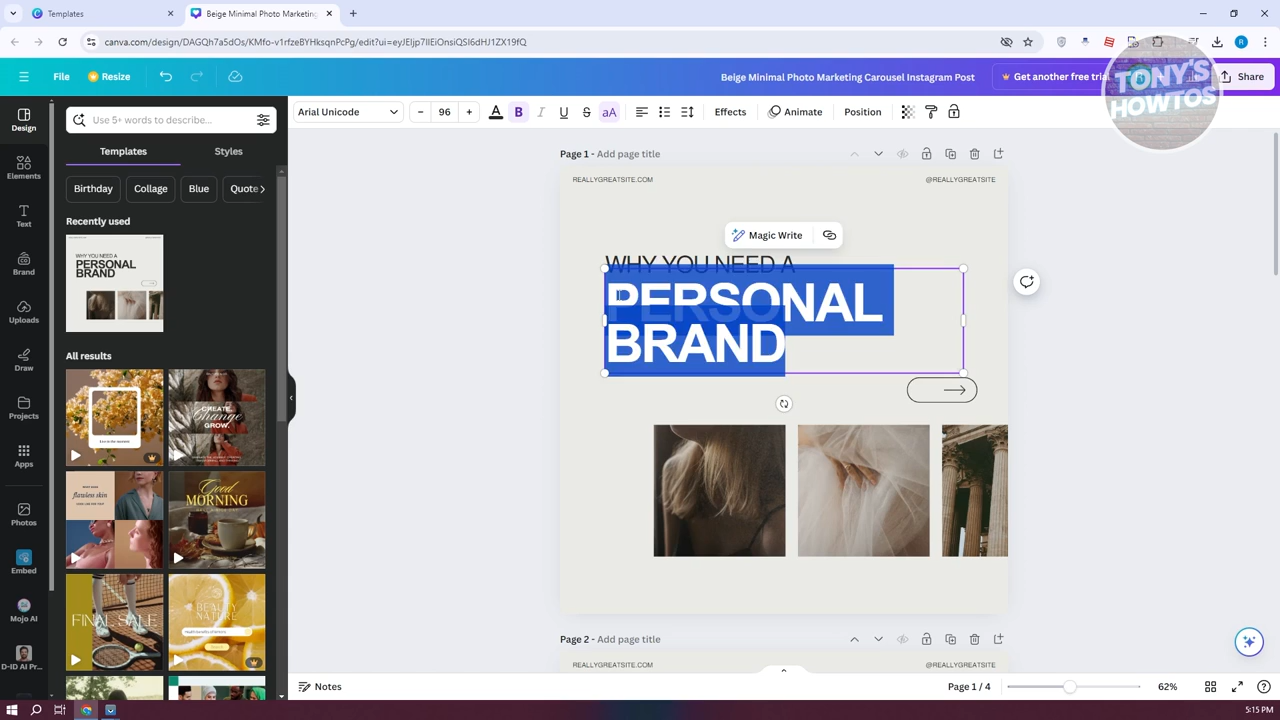 Templates
Beige Minimal Photo Marketing
canva.com/design/DAGQh7a5dOs/KMfo-v1rfzeBYHksqnPcPg/edit?ui=eyJEIjp7IlEiOnsiQSI6dHJ1ZX19fQ
File
Resize
Beige Minimal Photo Marketing Carousel Instagram Post
Get another free trial
Share
TONY'S
HOWTOS
Design
Elements
Text
Brand
Uploads
Draw
Projects
Apps
Photos
Embed
Mojo AI
D-ID AI Pr...
Use 5+ words to describe...
Templates
Styles
Birthday
Collage
Blue
Quote
Recently used
WHY YOU NEED A
PERSONAL
BRAND
All results
CREATE.
Change
GROW.
flawless skin
Good
MORNING
FINAL SALE
BEAUTY
NATURE
Arial Unicode
96
A
B
I
U
S
aA
Effects
Animate
Position
Page 1 - Add page title
REALLYGREATSITE.COM
@REALLYGREATSITE
Magic Write
WHY YOU NEED A
PERSONAL
BRAND
Page 2 - Add page title
REALLYGREATSITE.COM
@REALLYGREATSITE
Notes
Page 1 / 4
62%
5:15 PM